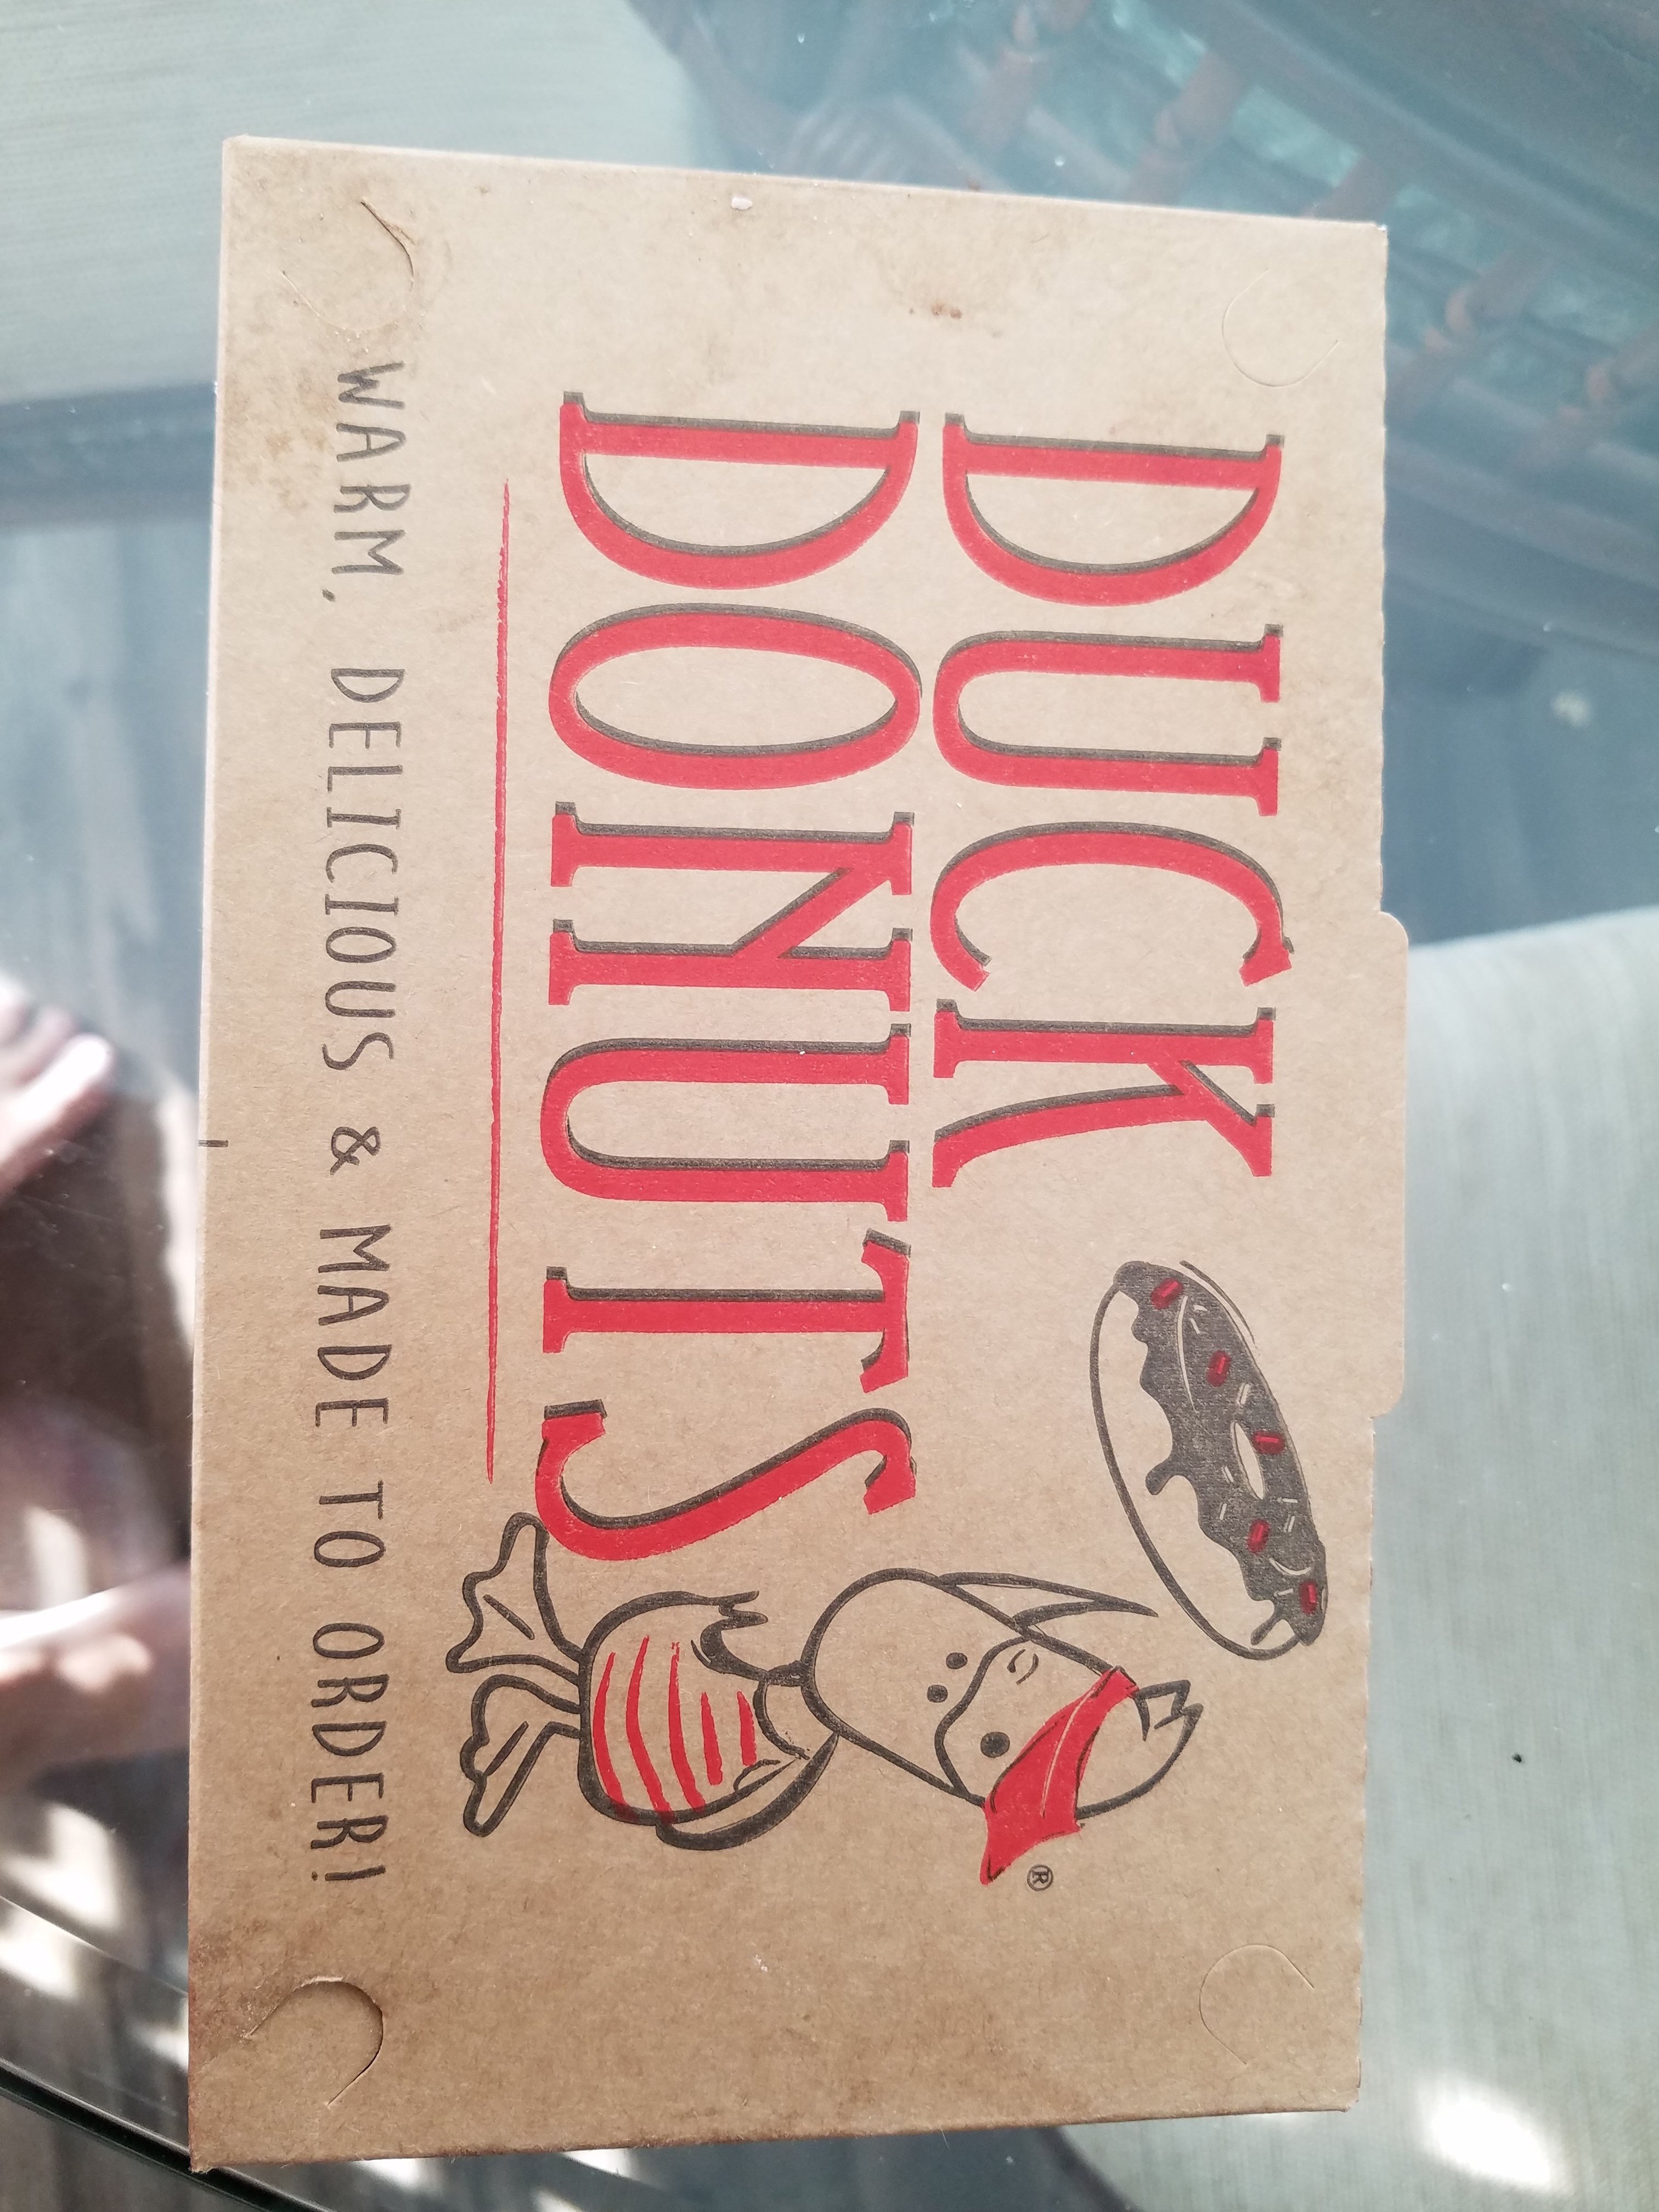 DUCK
DONUTS
®
WARM, DELICIOUS & MADE TO ORDER!